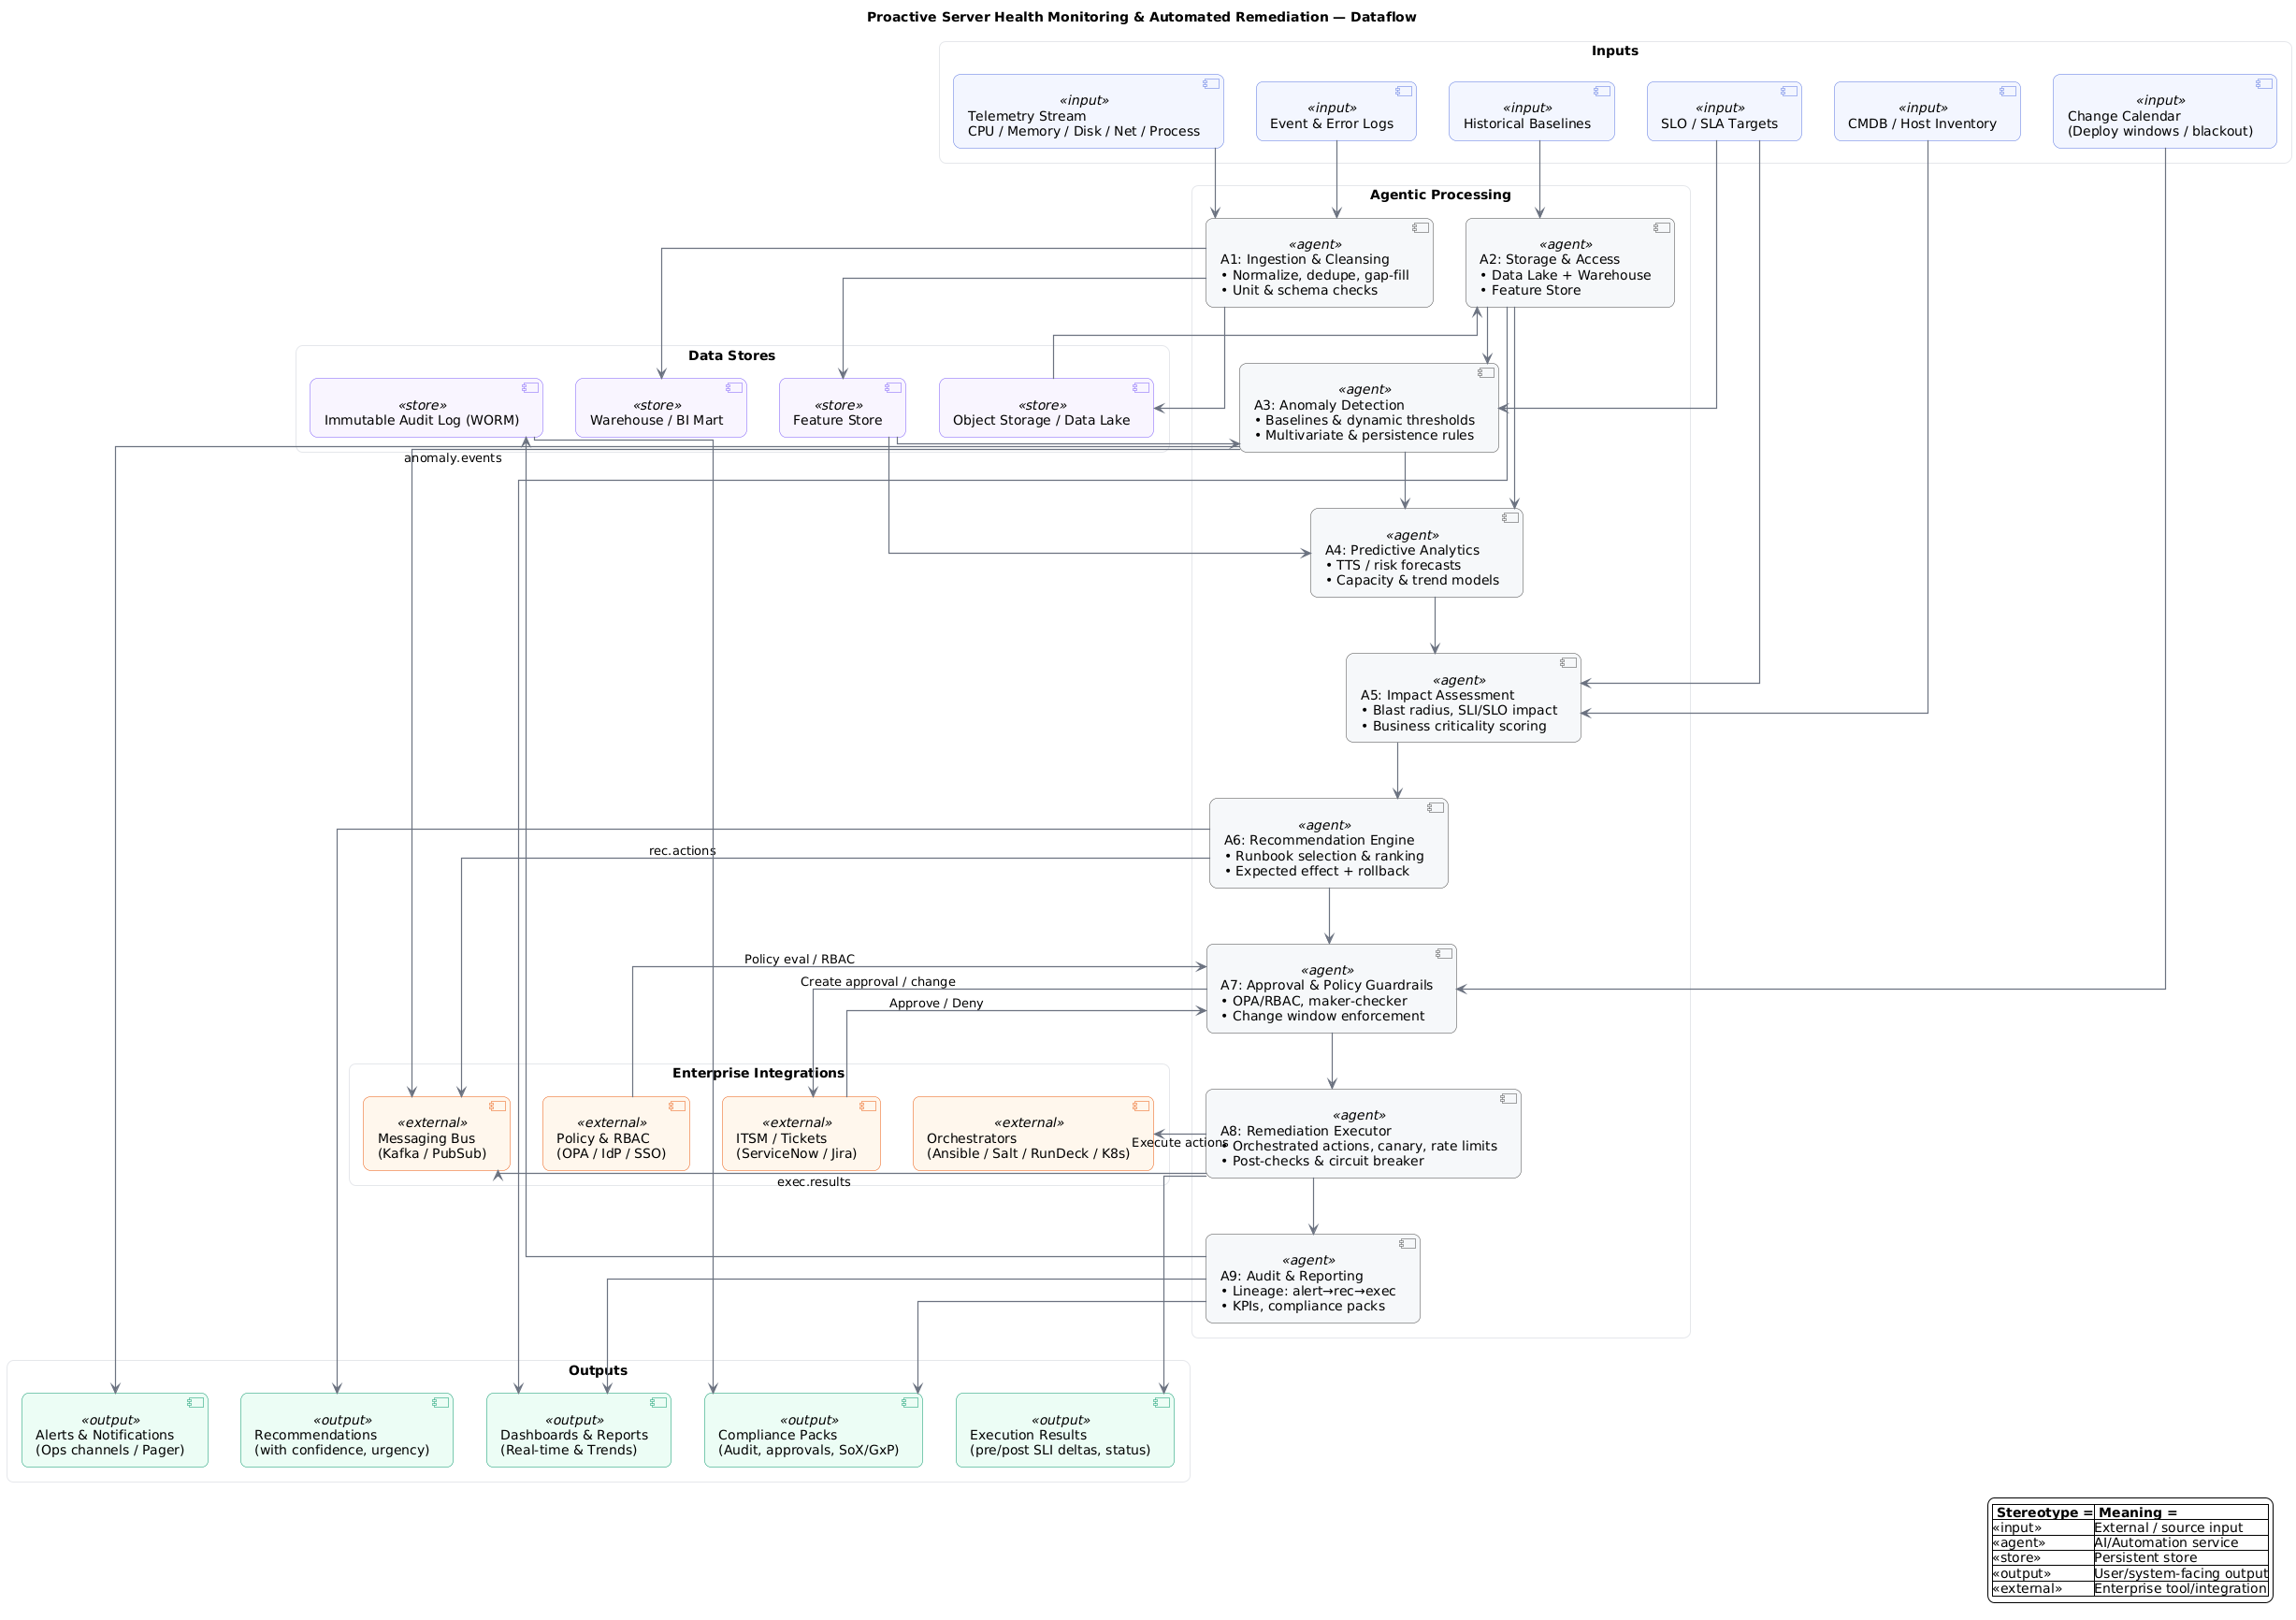 Proactive Server Health Monitoring & Automated Remediation — Dataflow
Inputs
«input»
Telemetry Stream
CPU / Memory / Disk / Net / Process
«input»
Event & Error Logs
«input»
Historical Baselines
«input»
SLO / SLA Targets
«input»
CMDB / Host Inventory
«input»
Change Calendar
(Deploy windows / blackout)
Agentic Processing
«agent»
A1: Ingestion & Cleansing
• Normalize, dedupe, gap-fill
• Unit & schema checks
«agent»
A2: Storage & Access
• Data Lake + Warehouse
• Feature Store
Data Stores
«store»
Immutable Audit Log (WORM)
«store»
Warehouse / BI Mart
«store»
Feature Store
«store»
Object Storage / Data Lake
«agent»
A3: Anomaly Detection
• Baselines & dynamic thresholds
• Multivariate & persistence rules
anomaly.events
«agent»
A4: Predictive Analytics
• TTS / risk forecasts
• Capacity & trend models
«agent»
A5: Impact Assessment
• Blast radius, SLI/SLO impact
• Business criticality scoring
«agent»
A6: Recommendation Engine
• Runbook selection & ranking
• Expected effect + rollback
rec.actions
Policy eval / RBAC
Create approval / change
Approve / Deny
«agent»
A7: Approval & Policy Guardrails
• OPA/RBAC, maker-checker
• Change window enforcement
Enterprise Integrations
«external»
Messaging Bus
(Kafka / PubSub)
«external»
Policy & RBAC
(OPA / IdP / SSO)
«external»
ITSM / Tickets
(ServiceNow / Jira)
«external»
Orchestrators
(Ansible / Salt / RunDeck / K8s)
Execute actions
«agent»
A8: Remediation Executor
• Orchestrated actions, canary, rate limits
• Post-checks & circuit breaker
exec.results
«agent»
A9: Audit & Reporting
• Lineage: alert→rec→exec
• KPIs, compliance packs
Outputs
«output»
Alerts & Notifications
(Ops channels / Pager)
«output»
Recommendations
(with confidence, urgency)
«output»
Dashboards & Reports
(Real-time & Trends)
«output»
Compliance Packs
(Audit, approvals, SoX/GxP)
«output»
Execution Results
(pre/post SLI deltas, status)
Stereotype = Meaning =
«input» External / source input
«agent» AI/Automation service
«store» Persistent store
«output» User/system-facing output
«external» Enterprise tool/integration